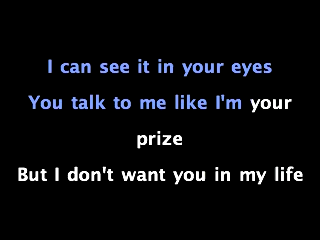 I can see it in your eyes
You talk to me like I'm your
prize
But I don't want you in my life